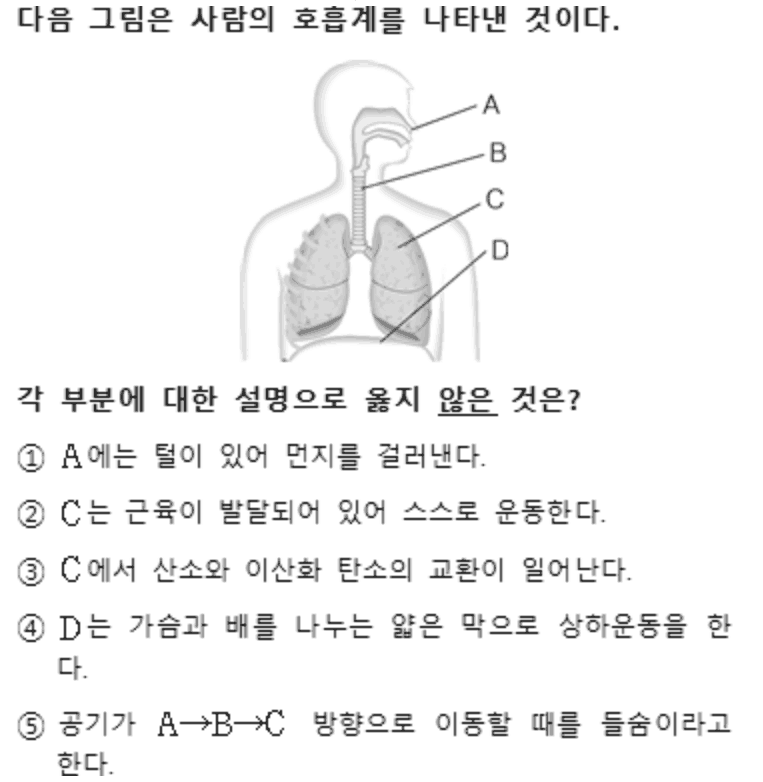 다음 그림은 사람의 호흡계를 나타낸 것이다.
A
B
C
D
각 부분에 대한 설명으로 옳지 않은 것은?
① A에는 털이 있어 먼지를 걸러낸다.
② C는 근육이 발달되어 있어 스스로 운동한다.
③ C에서 산소와 이산화 탄소의 교환이 일어난다.
④ D는 가슴과 배를 나누는 얇은 막으로 상하운동을 한
다.
⑤ 공기가 A→B→C 방향으로 이동할 때를 들숨이라고
한다.